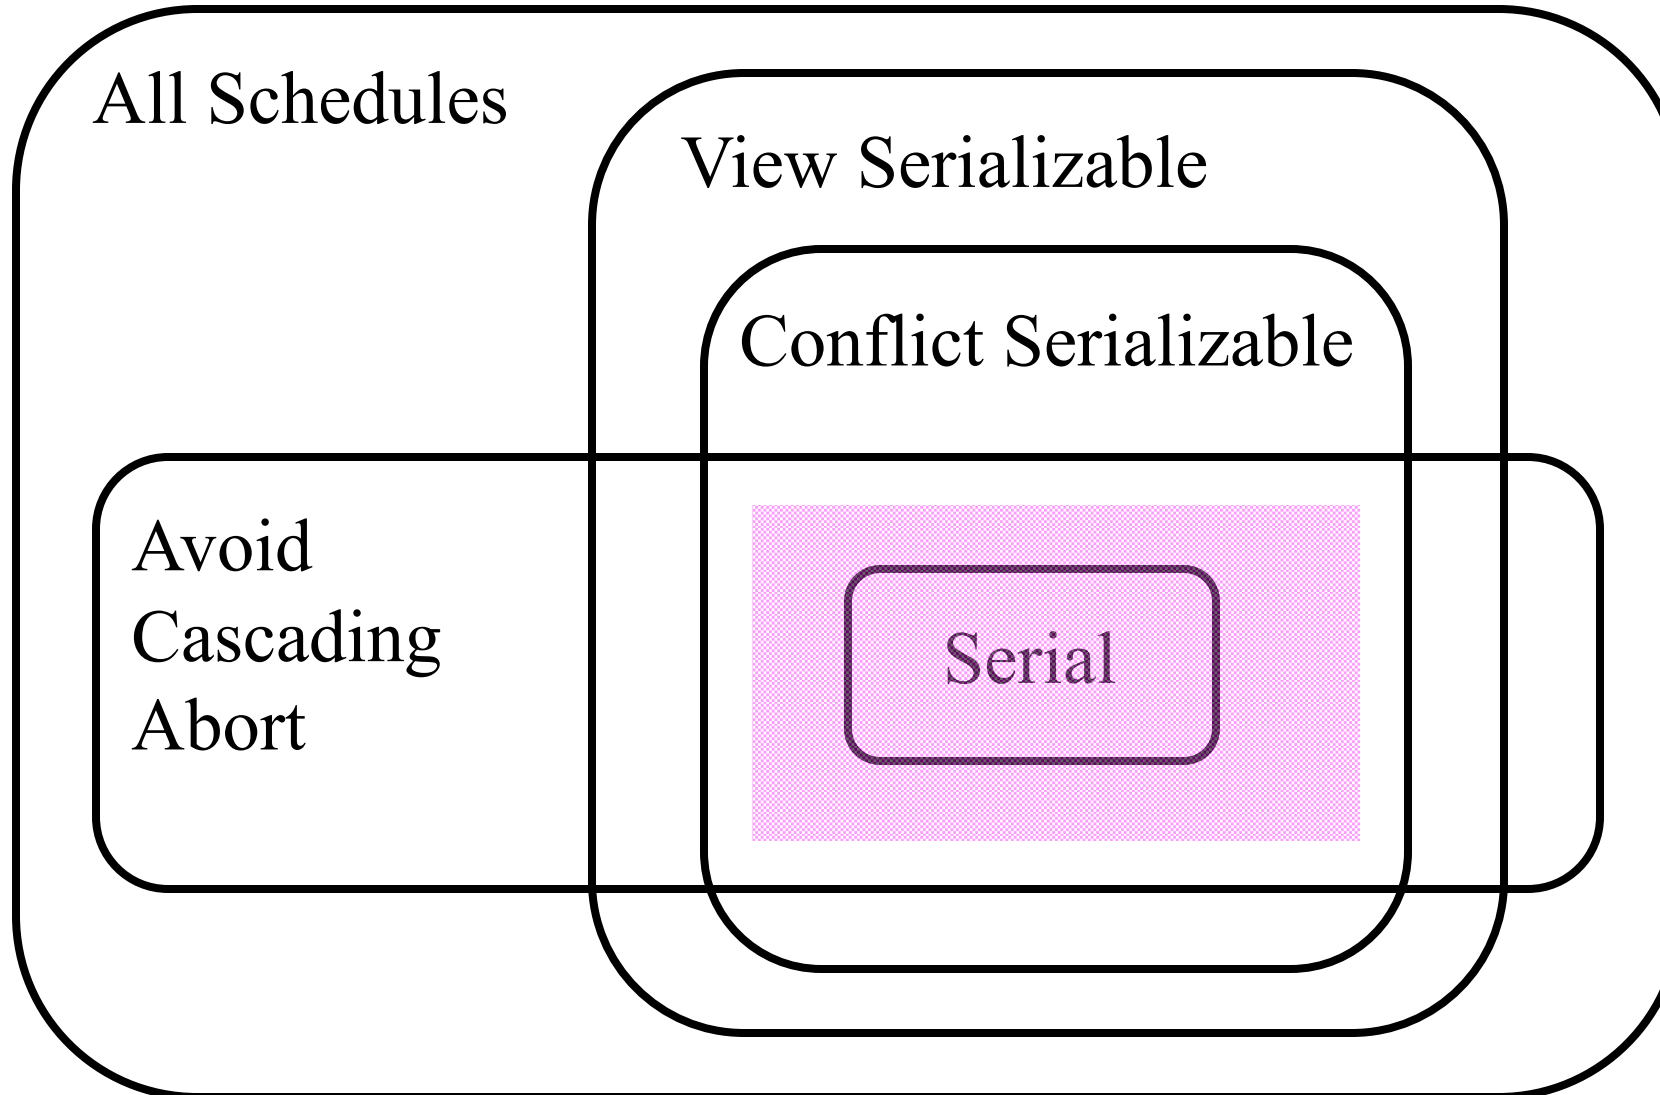 All Schedules
View Serializable
Conflict Serializable
Avoid
Cascading
Abort
Serial